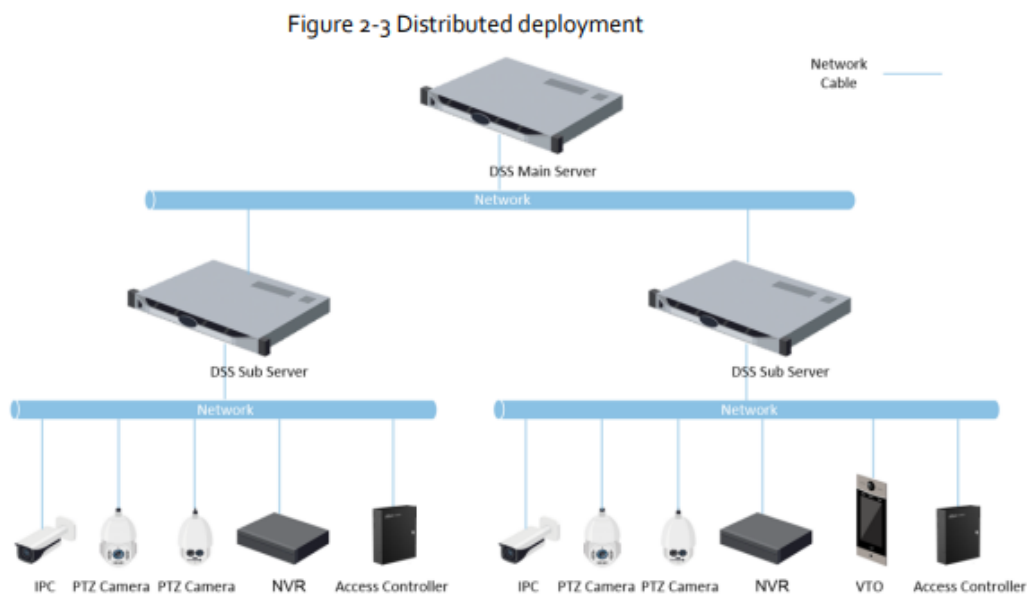 Figure 2-3 Distributed deployment
Network
Cable
DSS Main Server
Network
DSS Sub Server
DSS Sub Server
Network
Network
IPC PTZ Camera PTZ Camera NVR Access Controller
IPC PTZ Camera PTZ Camera NVR VTO Access Controller